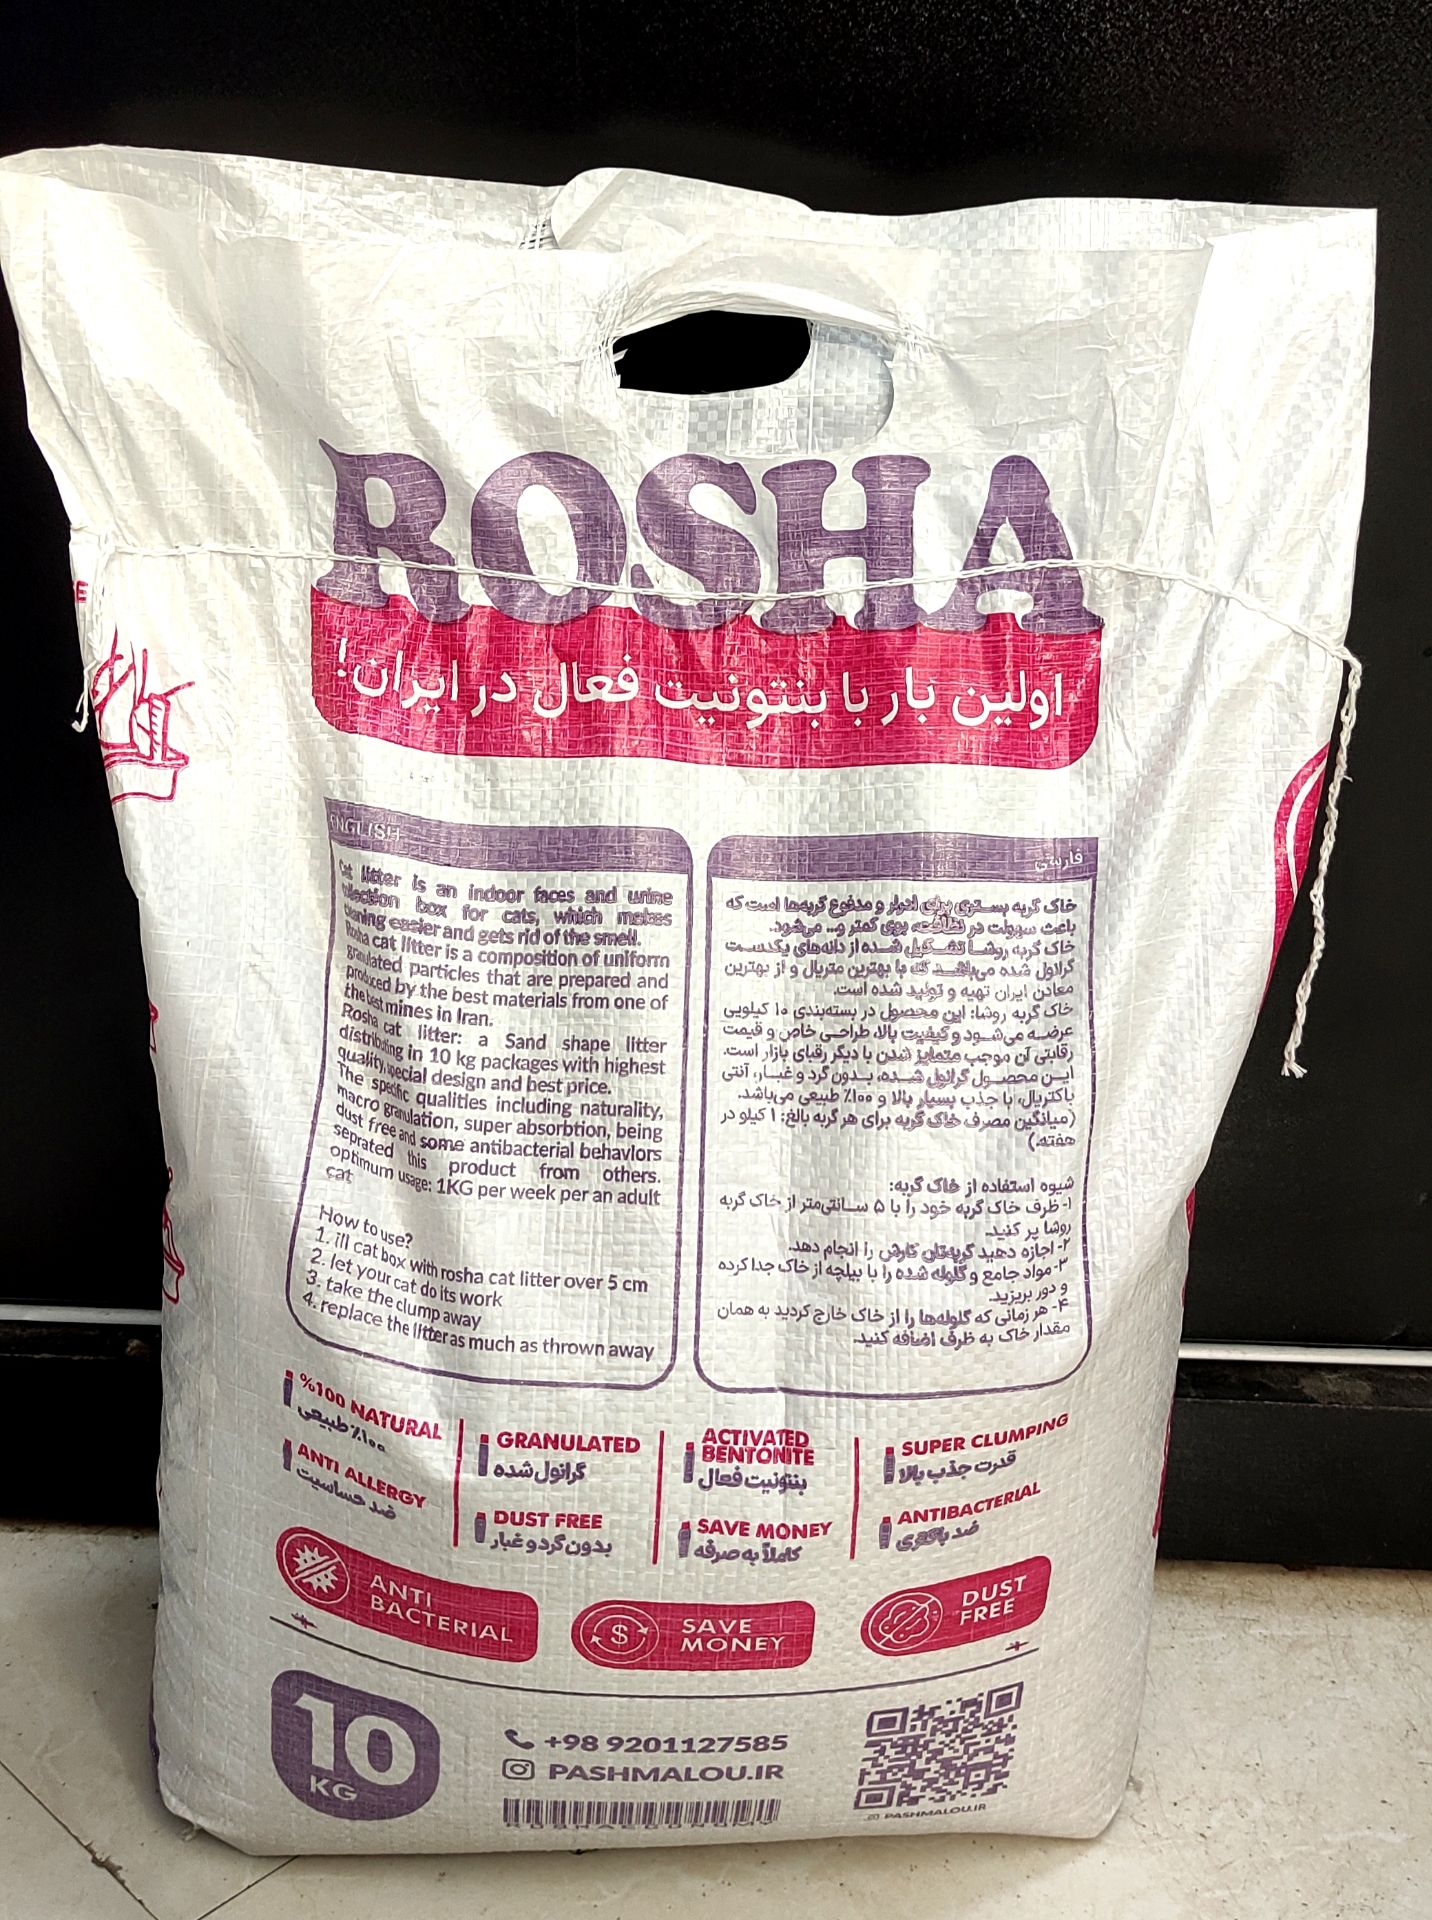 ROSHA
اولین بار با بنتونیت فعال در ایران!
ENGLISH
Cat litter is an indoor faces and urine
collection box for cats, which makes
cleaning easier and gets rid of the smell.
Rosha cat litter is a composition of uniform
granulated particles that are prepared and
produced by the best materials from one of
the best mines in Iran.
Rosha cat litter: a Sand shape litter
distributing in 10 kg packages with highest
quality, special design and best price.
The specific qualities including naturality,
macro granulation, super absorbtion, being
dust free and some antibacterial behaviors
seprated this product from others.
optimum usage: 1KG per week per an adult
cat
How to use?
1. ill cat box with rosha cat litter over 5 cm
2. let your cat do its work
3. take the clump away
4. replace the litter as much as thrown away
فارسی
خاک گربه بستری برای ادرار و مدفوع گربه‌ها است که
باعث سهولت در نظافت، بوی کمتر و... می‌شود.
خاک گربه روشا تشکیل شده از دانه‌های یکدست
گرانول شده می‌باشد که با بهترین متریال و از بهترین
معادن ایران تهیه و تولید شده است.
خاک گربه روشا: این محصول در بسته‌بندی ۱۰ کیلویی
عرضه می‌شود و کیفیت بالا، طراحی خاص و قیمت
رقابتی آن موجب متمایز شدن با دیگر رقبای بازار است.
این محصول گرانول شده، بدون گرد و غبار، آنتی
باکتریال، با جذب بسیار بالا و ۱۰۰٪ طبیعی می‌باشد.
(میانگین مصرف خاک گربه برای هر گربه بالغ: ۱ کیلو در
هفته.)
شیوه استفاده از خاک گربه:
۱- ظرف خاک گربه خود را با ۵ سانتی‌متر از خاک گربه
روشا پر کنید.
۲- اجازه دهید گربه‌تان کارش را انجام دهد.
۳- مواد جامع و گلوله شده را با بیلچه از خاک جدا کرده
و دور بریزید.
۴- هر زمانی که گلوله‌ها را از خاک خارج کردید به همان
مقدار خاک به ظرف اضافه کنید.
%100 NATURAL
۱۰۰٪ طبیعی
GRANULATED
گرانول شده
ACTIVATED
BENTONITE
بنتونیت فعال
SUPER CLUMPING
قدرت جذب بالا
ANTI ALLERGY
ضد حساسیت
DUST FREE
بدون گرد و غبار
SAVE MONEY
کاملاً به صرفه
ANTIBACTERIAL
ضد باکتری
ANTI
BACTERIAL
SAVE
MONEY
DUST
FREE
10
KG
+98 9201127585
PASHMALOU.IR
PASHMALOU.IR